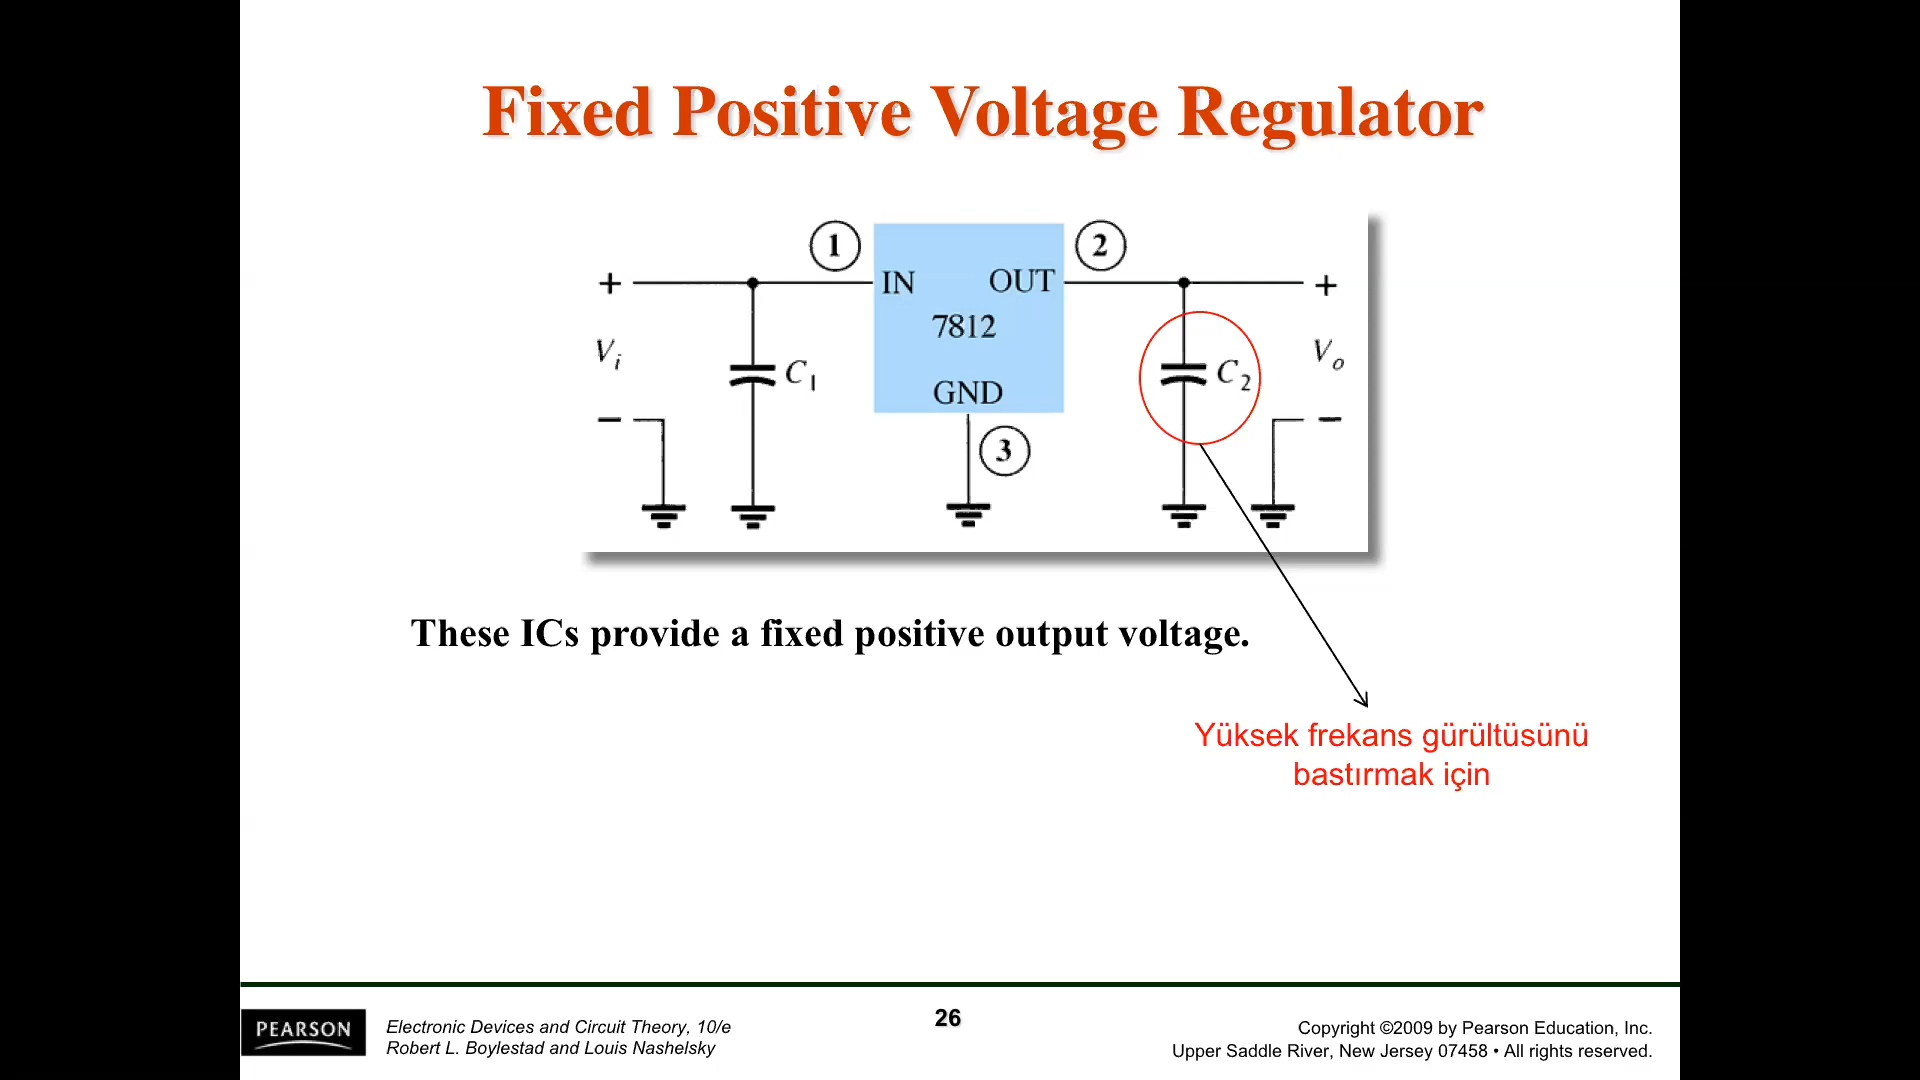 Fixed Positive Voltage Regulator
1
2
+
IN
OUT
+
7812
Vi
C1
C2
Vo
GND
−
−
3
These ICs provide a fixed positive output voltage.
Yüksek frekans gürültüsünü
bastırmak için
PEARSON
Electronic Devices and Circuit Theory, 10/e
Robert L. Boylestad and Louis Nashelsky
26
Copyright ©2009 by Pearson Education, Inc.
Upper Saddle River, New Jersey 07458 • All rights reserved.